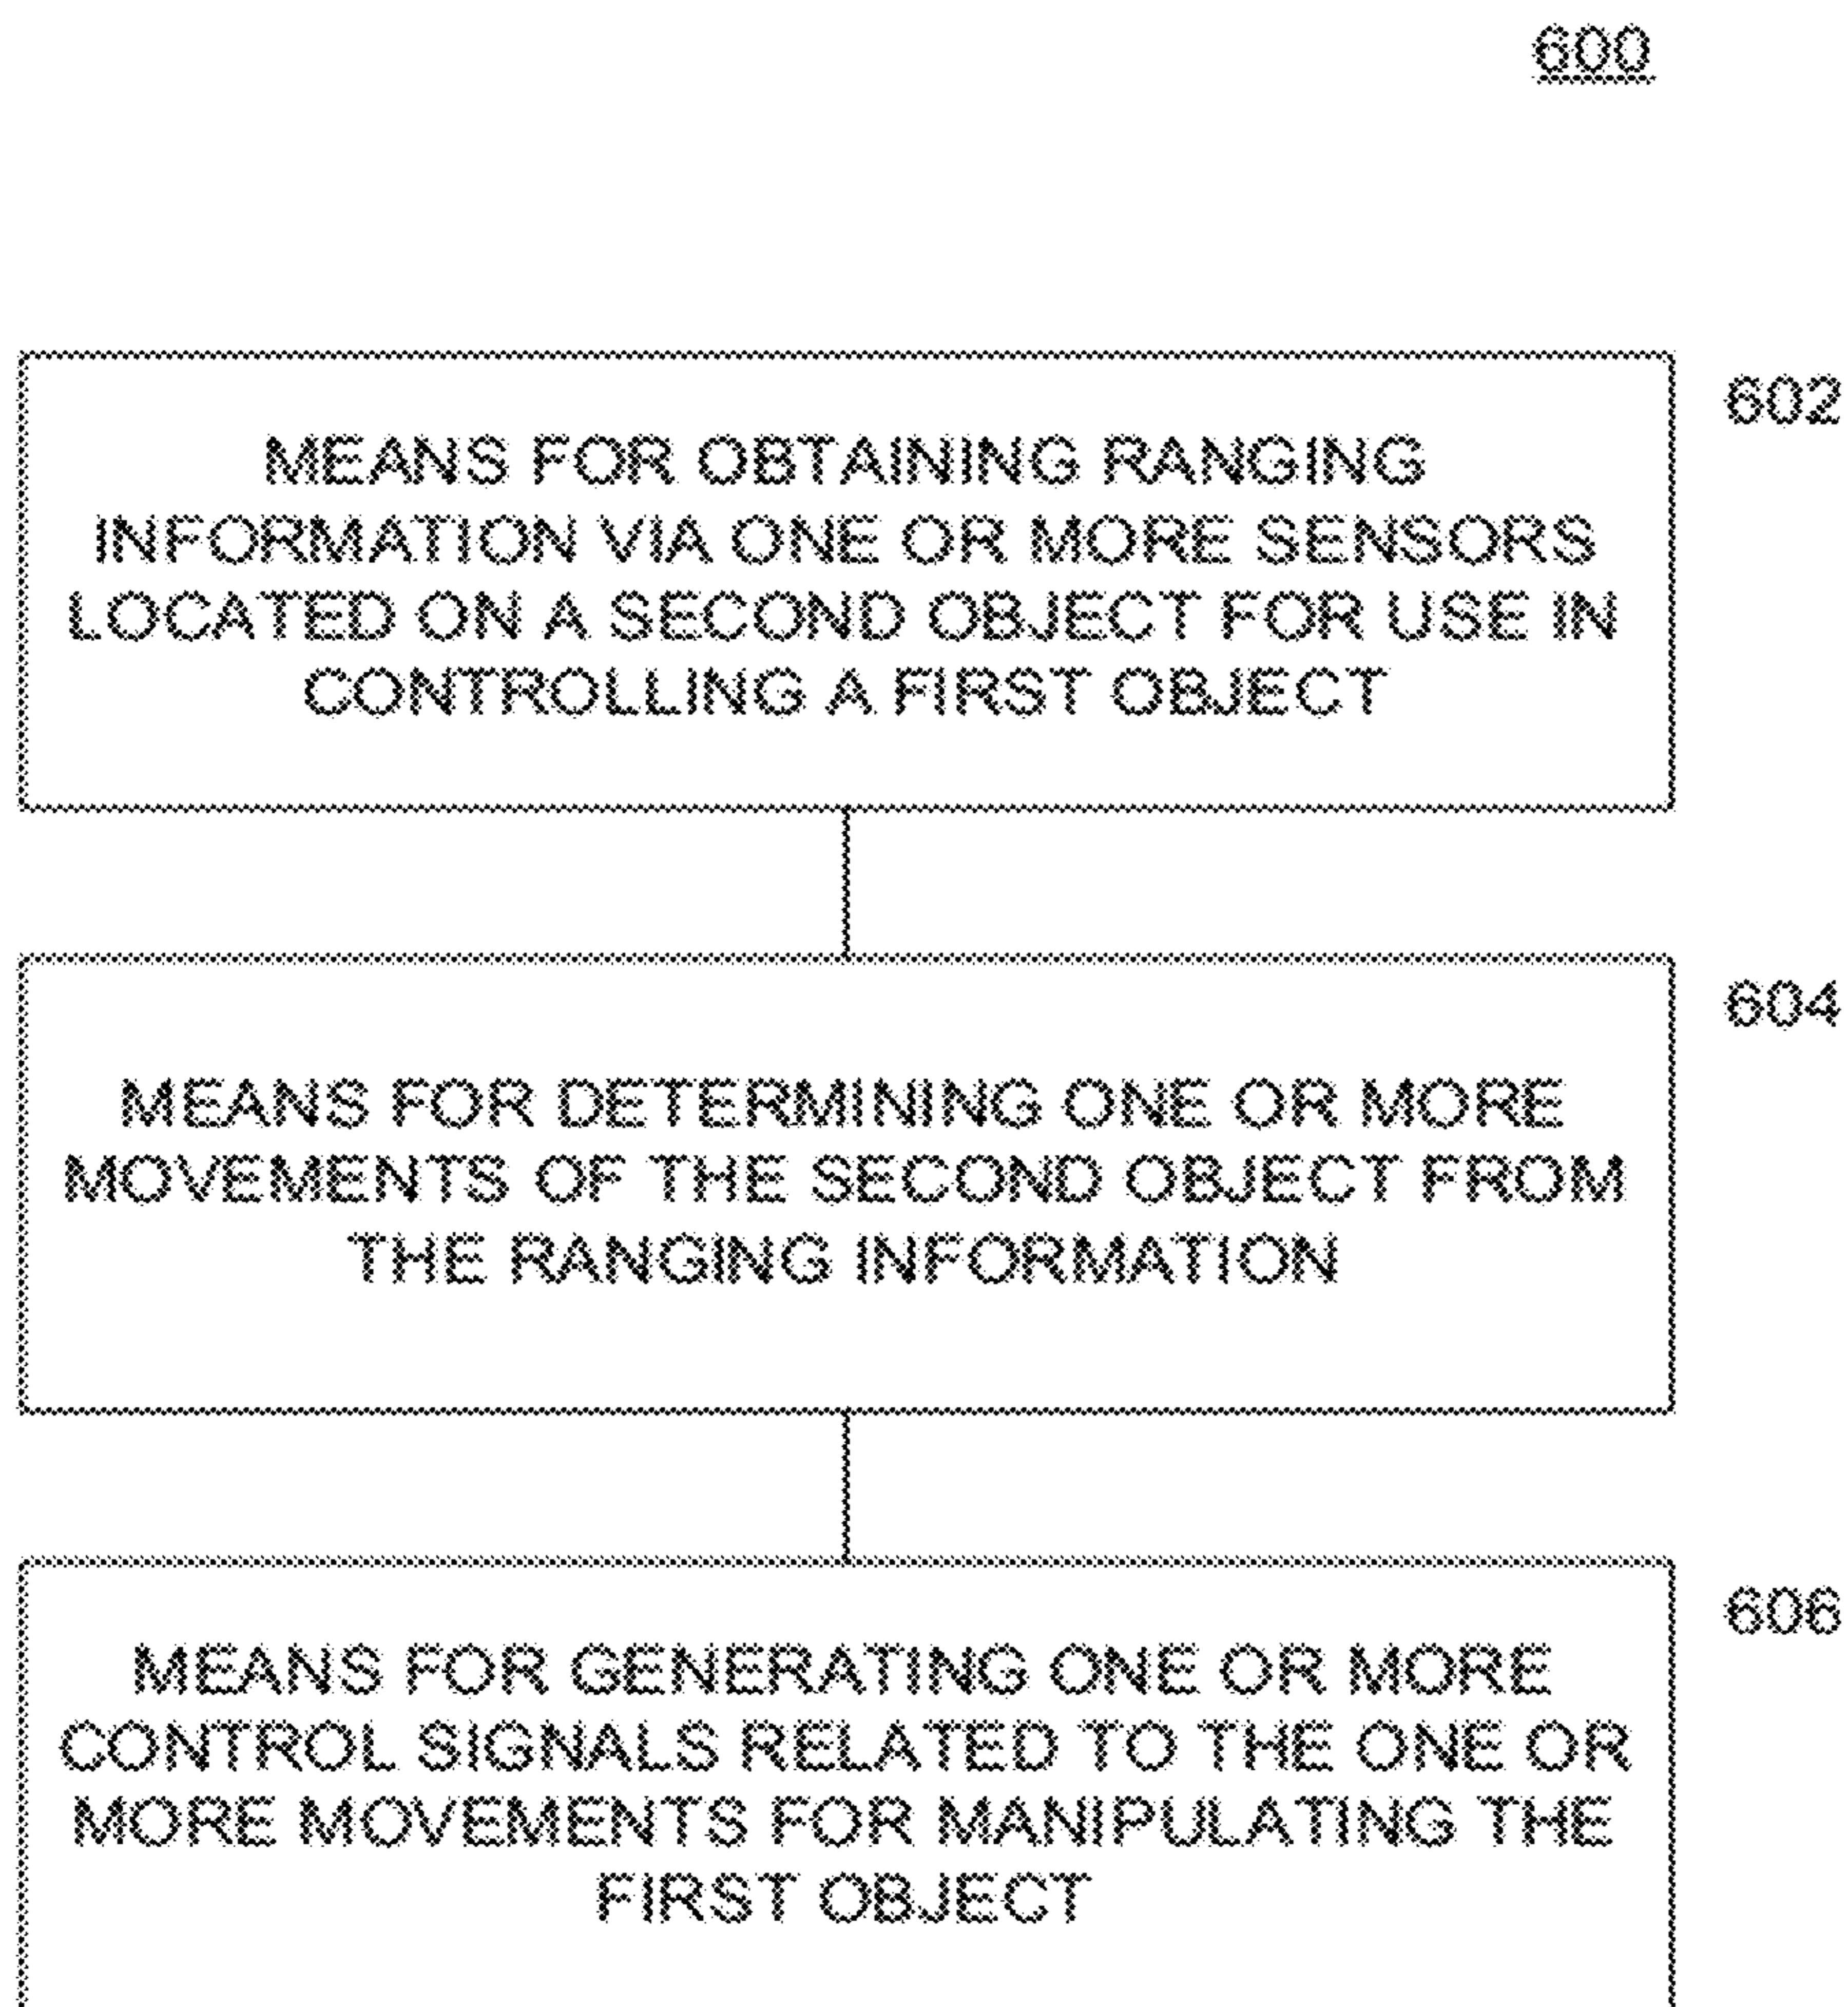 600
602
MEANS FOR OBTAINING RANGING
INFORMATION VIA ONE OR MORE SENSORS
LOCATED ON A SECOND OBJECT FOR USE IN
CONTROLLING A FIRST OBJECT
604
MEANS FOR DETERMINING ONE OR MORE
MOVEMENTS OF THE SECOND OBJECT FROM
THE RANGING INFORMATION
606
MEANS FOR GENERATING ONE OR MORE
CONTROL SIGNALS RELATED TO THE ONE OR
MORE MOVEMENTS FOR MANIPULATING THE
FIRST OBJECT